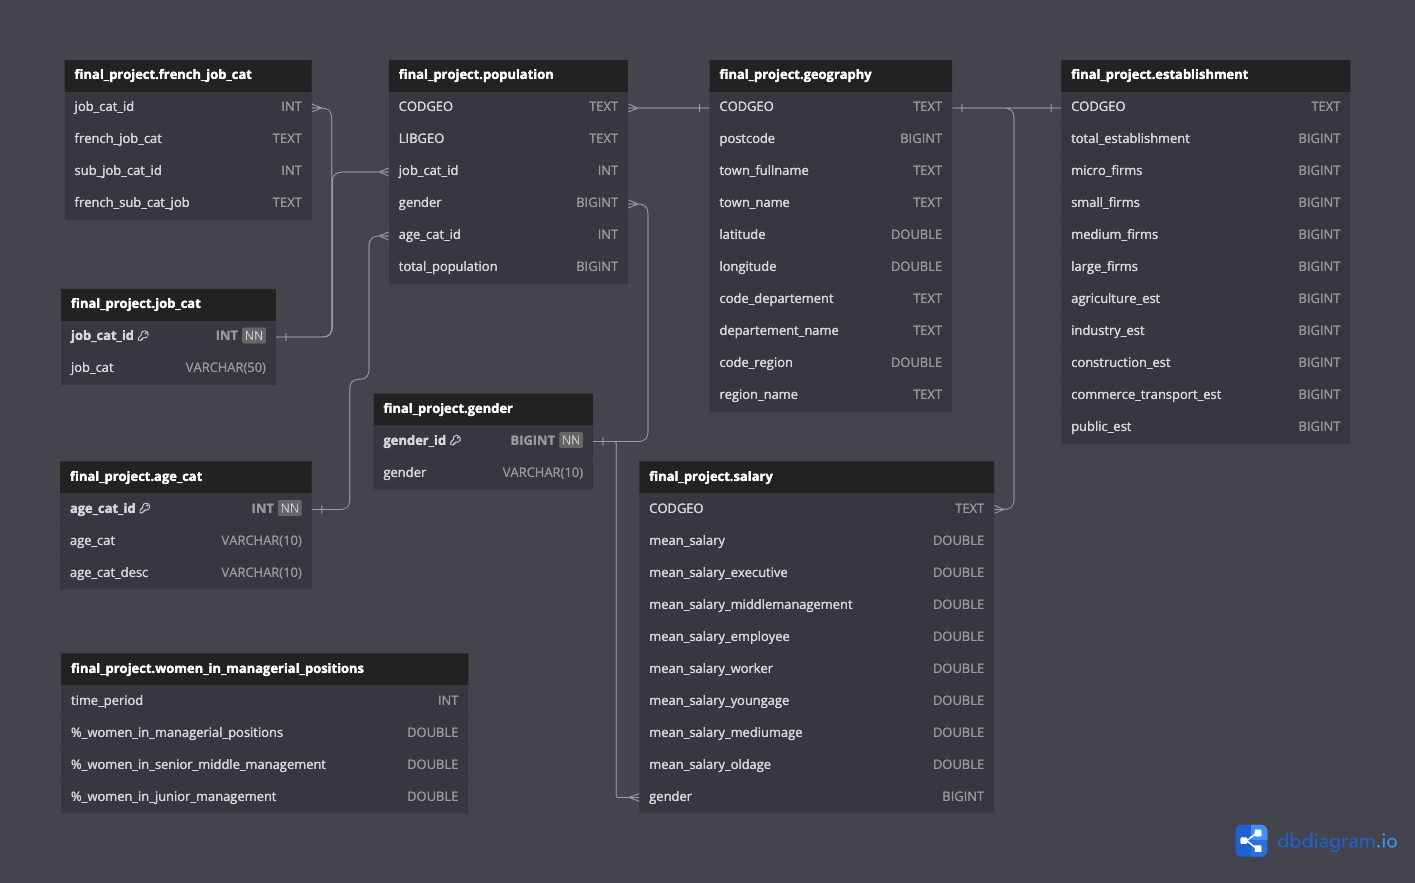 final_project.french_job_cat
job_cat_id INT
french_job_cat TEXT
sub_job_cat_id INT
french_sub_cat_job TEXT
final_project.population
CODGEO TEXT
LIBGEO TEXT
job_cat_id INT
gender BIGINT
age_cat_id INT
total_population BIGINT
final_project.geography
CODGEO TEXT
postcode BIGINT
town_fullname TEXT
town_name TEXT
latitude DOUBLE
longitude DOUBLE
code_departement TEXT
departement_name TEXT
code_region DOUBLE
region_name TEXT
final_project.establishment
CODGEO TEXT
total_establishment BIGINT
micro_firms BIGINT
small_firms BIGINT
medium_firms BIGINT
large_firms BIGINT
agriculture_est BIGINT
industry_est BIGINT
construction_est BIGINT
commerce_transport_est BIGINT
public_est BIGINT
final_project.job_cat
job_cat_id INT NN
job_cat VARCHAR(50)
final_project.gender
gender_id BIGINT NN
gender VARCHAR(10)
final_project.age_cat
age_cat_id INT NN
age_cat VARCHAR(10)
age_cat_desc VARCHAR(10)
final_project.salary
CODGEO TEXT
mean_salary DOUBLE
mean_salary_executive DOUBLE
mean_salary_middlemanagement DOUBLE
mean_salary_employee DOUBLE
mean_salary_worker DOUBLE
mean_salary_youngage DOUBLE
mean_salary_mediumage DOUBLE
mean_salary_oldage DOUBLE
gender BIGINT
final_project.women_in_managerial_positions
time_period INT
%_women_in_managerial_positions DOUBLE
%_women_in_senior_middle_management DOUBLE
%_women_in_junior_management DOUBLE
dbdiagram.io